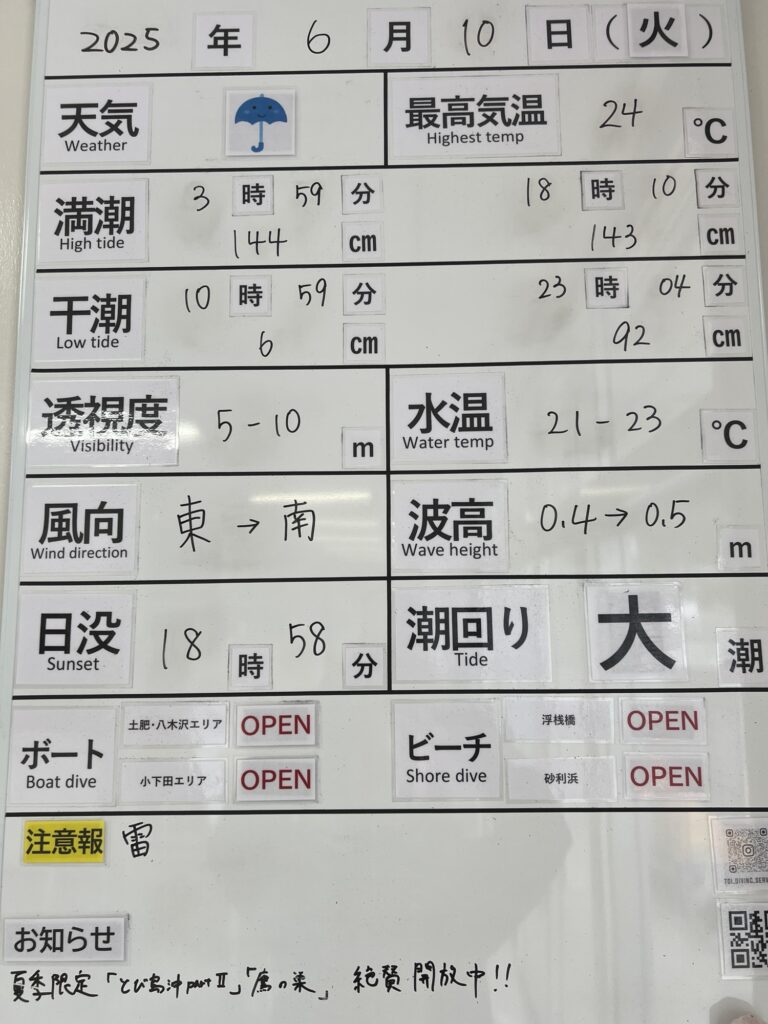 2025 年 6 月 10 日 (火)
天気 最高気温 24 ℃
Weather Highest temp
満潮 3 時 59 分 18 時 10 分
High tide 144 cm 143 cm
干潮 10 時 59 分 23 時 04 分
Low tide 6 cm 92 cm
透視度 5-10 m 水温 21-23 ℃
Visibility Water temp
風向 東→南 波高 0.4→0.5 m
Wind direction Wave height
日没 18 時 58 分 潮回り 大 潮
Sunset Tide
ボート 土肥・八木沢エリア OPEN ビーチ 浮桟橋 OPEN
Boat dive 小下田エリア OPEN Shore dive 砂利浜 OPEN
注意報 雷
TOI_DIVING_SERV
お知らせ
夏季限定「とび島沖partⅡ」「鷹の巣」 絶賛開放中!!